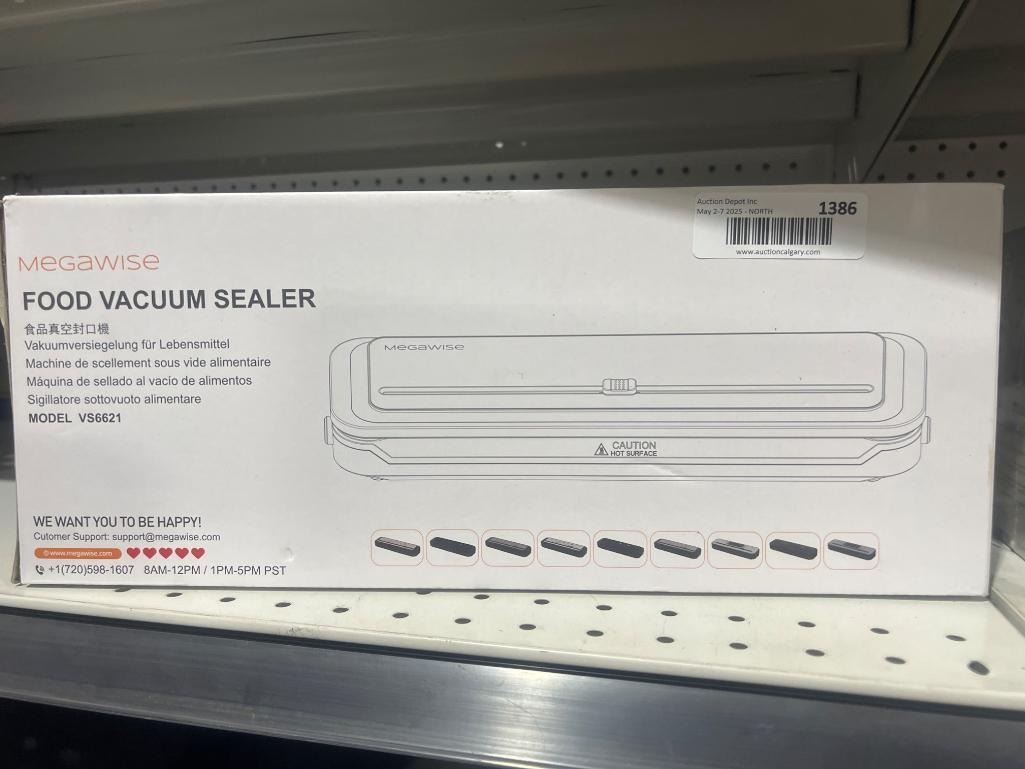 Auction Depot Inc
May 2-7 2025 - NORTH
1386
www.auctioncalgary.com
MEGAWISE
FOOD VACUUM SEALER
食品真空封口機
Vakuumversiegelung für Lebensmittel
Machine de scellement sous vide alimentaire
Máquina de sellado al vacío de alimentos
Sigillatore sottovuoto alimentare
MODEL VS6621
MEGAWISE
CAUTION
HOT SURFACE
WE WANT YOU TO BE HAPPY!
Cutomer Support: support@megawise.com
www.megawise.com
+1(720)598-1607 8AM-12PM / 1PM-5PM PST